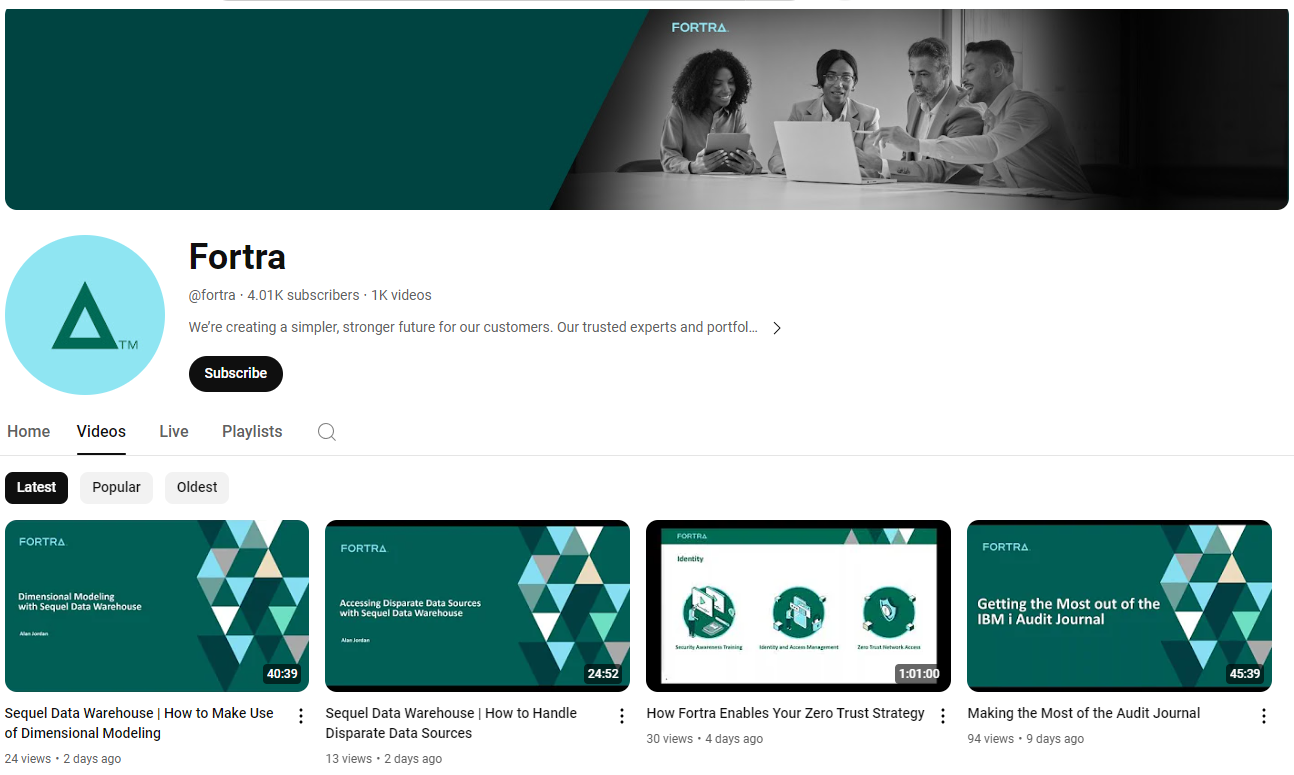 FORTRA
Fortra
@fortra · 4.01K subscribers · 1K videos
We're creating a simpler, stronger future for our customers. Our trusted experts and portfol...
TM
Subscribe
Home Videos Live Playlists
Latest Popular Oldest
FORTRA
Dimensional Modeling
with Sequel Data Warehouse
Alan Jordan
40:39
Sequel Data Warehouse | How to Make Use
of Dimensional Modeling
24 views • 2 days ago
FORTRA
Accessing Disparate Data Sources
with Sequel Data Warehouse
Alan Jordan
24:52
Sequel Data Warehouse | How to Handle
Disparate Data Sources
13 views • 2 days ago
FORTRA
Identity
Security Awareness Training Identity and Access Management Zero Trust Network Access
1:01:00
How Fortra Enables Your Zero Trust Strategy
30 views • 4 days ago
FORTRA
Getting the Most out of the
IBM i Audit Journal
45:39
Making the Most of the Audit Journal
94 views • 9 days ago